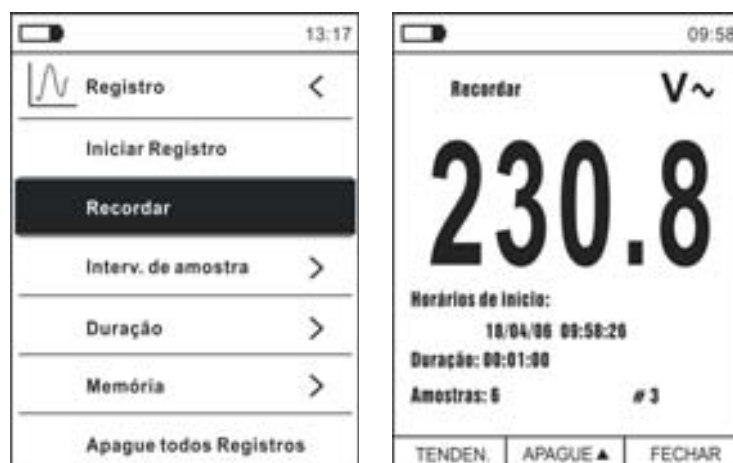 13:17
Registro <
Iniciar Registro
Recordar
Interv. de amostra >
Duração >
Memória >
Apague todos Registros
09:58
Recordar V~
230.8
Horários de início:
18/04/06 09:58:26
Duração: 00:01:00
Amostras: 6 # 3
TENDEN. APAGUE▲ FECHAR